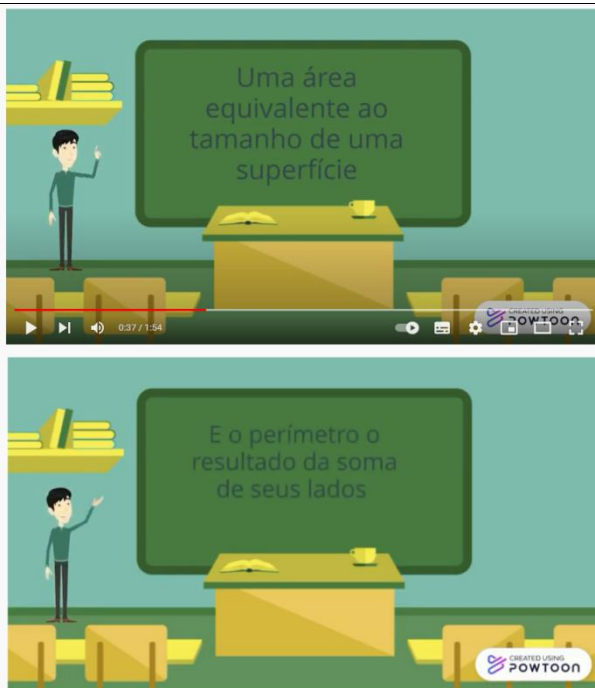 Uma área
equivalente ao
tamanho de uma
superfície
0:37 / 1:54
CREATED USING
POWTOON
E o perímetro o
resultado da soma
de seus lados
CREATED USING
POWTOON